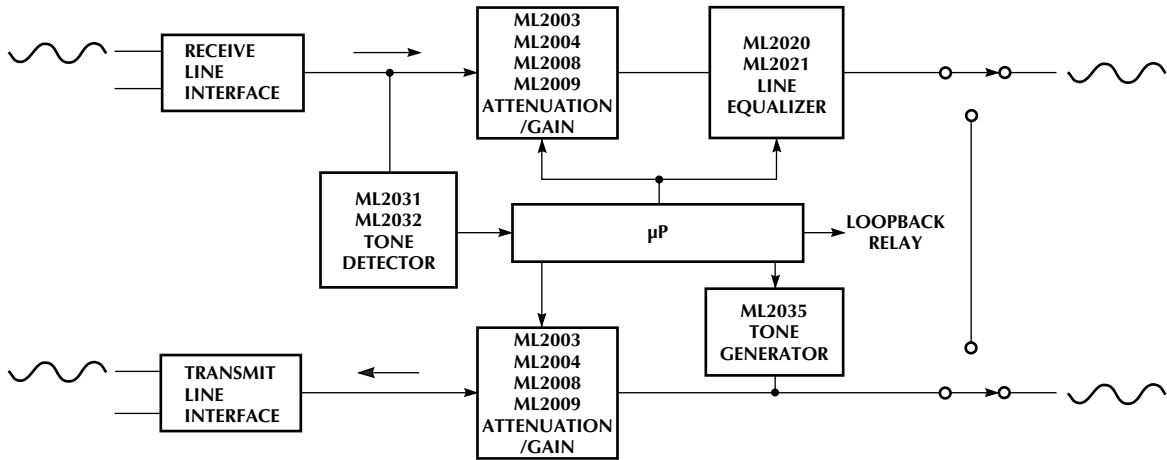 RECEIVE
LINE
INTERFACE
ML2003
ML2004
ML2008
ML2009
ATTENUATION
/GAIN
ML2020
ML2021
LINE
EQUALIZER
ML2031
ML2032
TONE
DETECTOR
µP
LOOPBACK
RELAY
ML2035
TONE
GENERATOR
TRANSMIT
LINE
INTERFACE
ML2003
ML2004
ML2008
ML2009
ATTENUATION
/GAIN